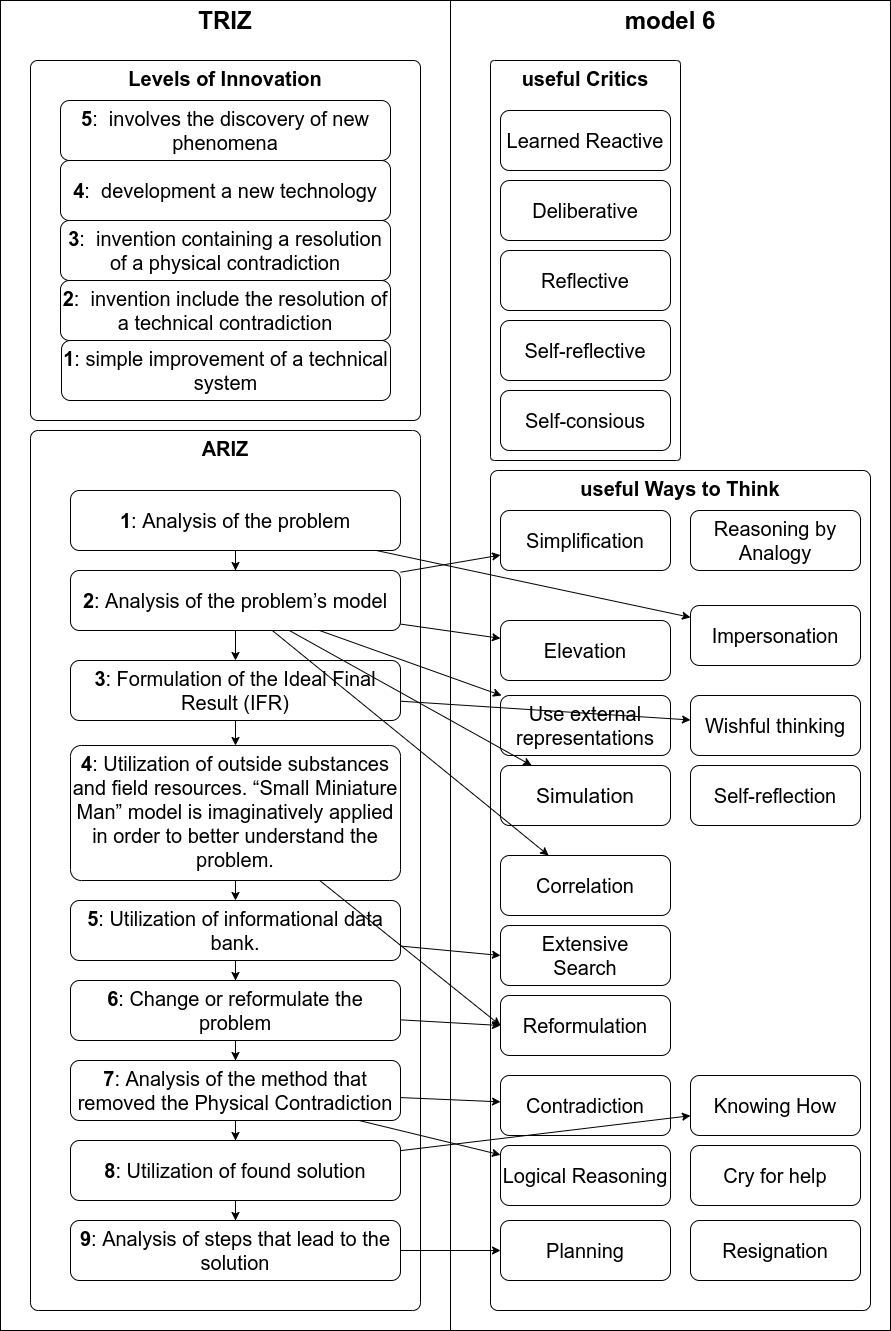 TRIZ
Levels of Innovation
5:  involves the discovery of new
phenomena
4:  development a new technology
3:  invention containing a resolution
of a physical contradiction
2:  invention include the resolution of
a technical contradiction
1: simple improvement of a technical
system
ARIZ
1: Analysis of the problem
2: Analysis of the problem’s model
3: Formulation of the Ideal Final
Result (IFR)
4: Utilization of outside substances
and field resources. “Small Miniature
Man” model is imaginatively applied
in order to better understand the
problem.
5: Utilization of informational data
bank.
6: Change or reformulate the
problem
7: Analysis of the method that
removed the Physical Contradiction
8: Utilization of found solution
9: Analysis of steps that lead to the
solution
model 6
useful Critics
Learned Reactive
Deliberative
Reflective
Self-reflective
Self-consious
useful Ways to Think
Simplification
Reasoning by
Analogy
Elevation
Impersonation
Use external
representations
Wishful thinking
Simulation
Self-reflection
Correlation
Extensive
Search
Reformulation
Contradiction
Knowing How
Logical Reasoning
Cry for help
Planning
Resignation